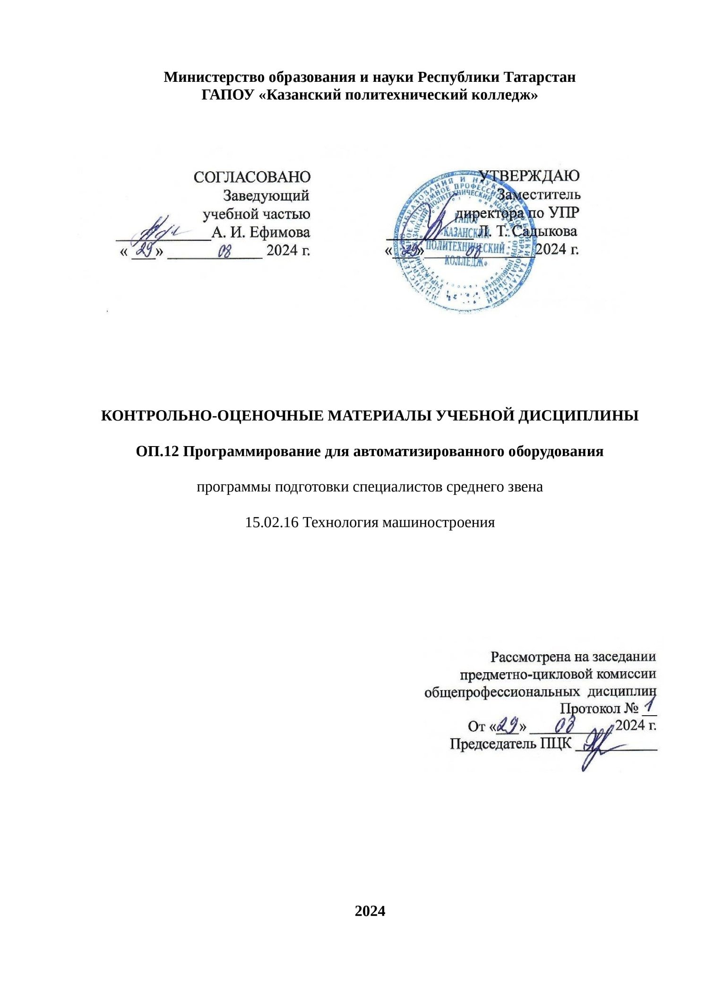 Министерство образования и науки Республики Татарстан
ГАПОУ «Казанский политехнический колледж»
СОГЛАСОВАНО
Заведующий
учебной частью
А. И. Ефимова
« 29 » 08 2024 г.
УТВЕРЖДАЮ
Заместитель
директора по УПР
Л. Т. Садыкова
« 29 » 08 2024 г.
ГАПОУ
«КАЗАНСКИЙ
ПОЛИТЕХНИЧЕСКИЙ
КОЛЛЕДЖ»
КОНТРОЛЬНО-ОЦЕНОЧНЫЕ МАТЕРИАЛЫ УЧЕБНОЙ ДИСЦИПЛИНЫ
ОП.12 Программирование для автоматизированного оборудования
программы подготовки специалистов среднего звена
15.02.16 Технология машиностроения
Рассмотрена на заседании
предметно-цикловой комиссии
общепрофессиональных дисциплин
Протокол № 1
От «29» 08 2024 г.
Председатель ПЦК
2024